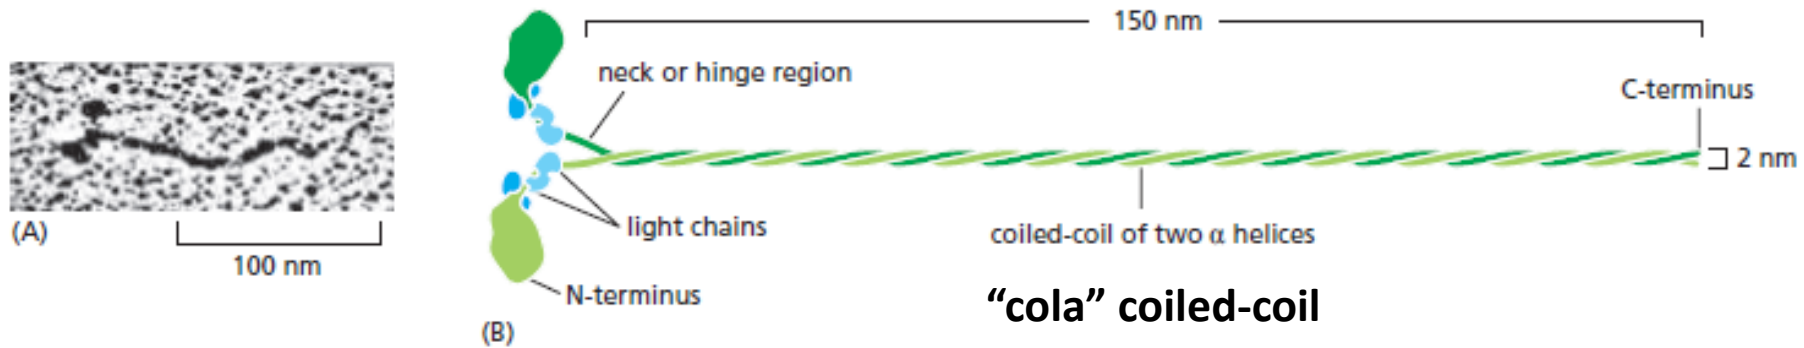 (A)
100 nm
150 nm
neck or hinge region
C-terminus
2 nm
light chains
coiled-coil of two α helices
N-terminus
“cola” coiled-coil
(B)